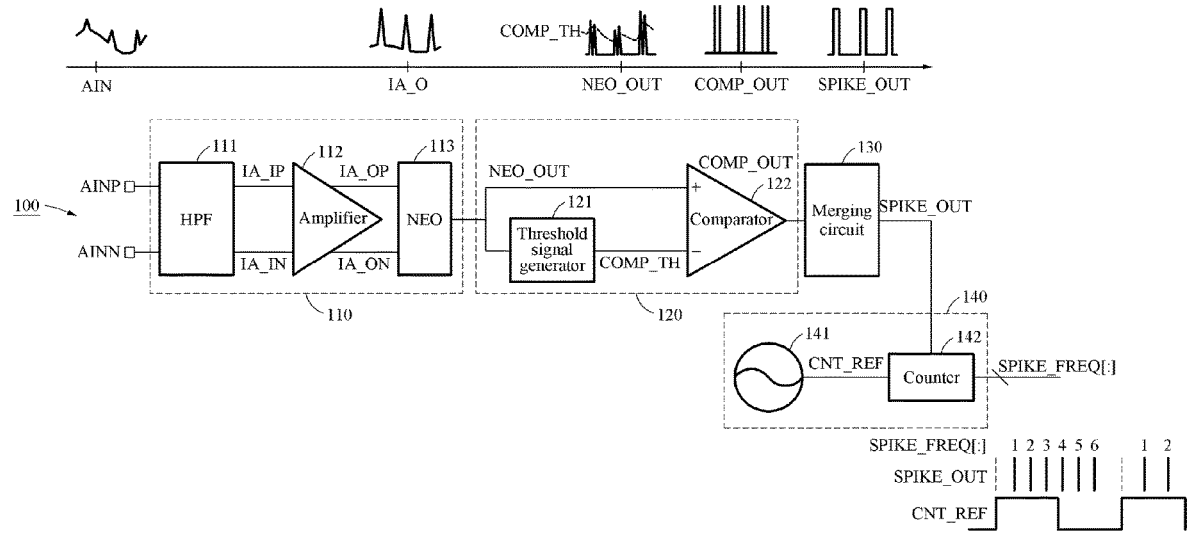 COMP_TH
AIN
IA_O
NEO_OUT
COMP_OUT
SPIKE_OUT
111
112
113
130
IA_IP
IA_OP
NEO_OUT
COMP_OUT
122
AINP
121
+
100
HPF
Amplifier
NEO
Threshold
signal
generator
Comparator
Merging
circuit
SPIKE_OUT
AINN
IA_IN
IA_ON
COMP_TH
−
110
120
140
141
142
CNT_REF
Counter
SPIKE_FREQ[:]
SPIKE_FREQ[:] 1 2 3 4 5 6 1 2
SPIKE_OUT
CNT_REF